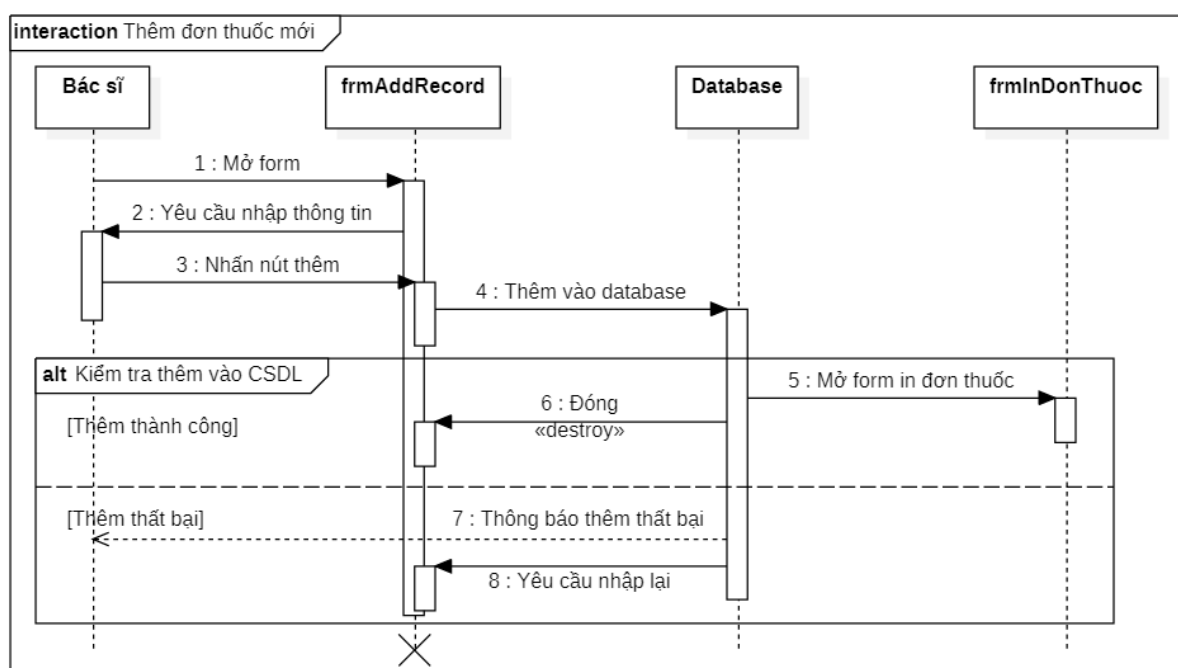 interaction Thêm đơn thuốc mới
Bác sĩ
frmAddRecord
Database
frmInDonThuoc
1 : Mở form
2 : Yêu cầu nhập thông tin
3 : Nhấn nút thêm
4 : Thêm vào database
alt Kiểm tra thêm vào CSDL
5 : Mở form in đơn thuốc
[Thêm thành công]
6 : Đóng
«destroy»
[Thêm thất bại]
7 : Thông báo thêm thất bại
8 : Yêu cầu nhập lại